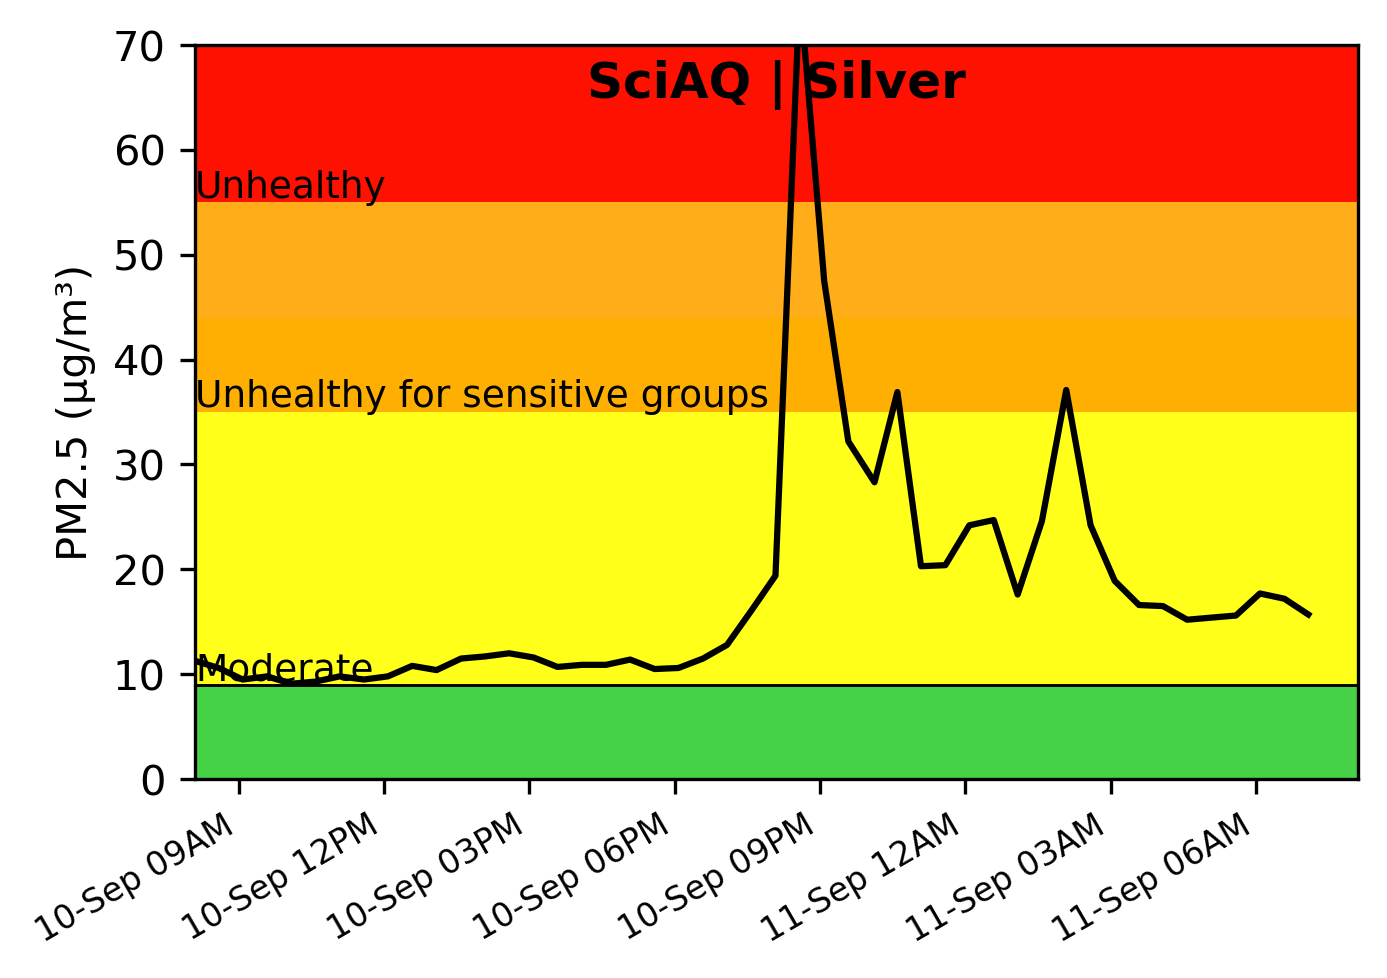 SciAQ | Silver
70
60
50
40
30
20
10
0
PM2.5 (µg/m³)
Unhealthy
Unhealthy for sensitive groups
Moderate
10-Sep 09AM
10-Sep 12PM
10-Sep 03PM
10-Sep 06PM
10-Sep 09PM
11-Sep 12AM
11-Sep 03AM
11-Sep 06AM